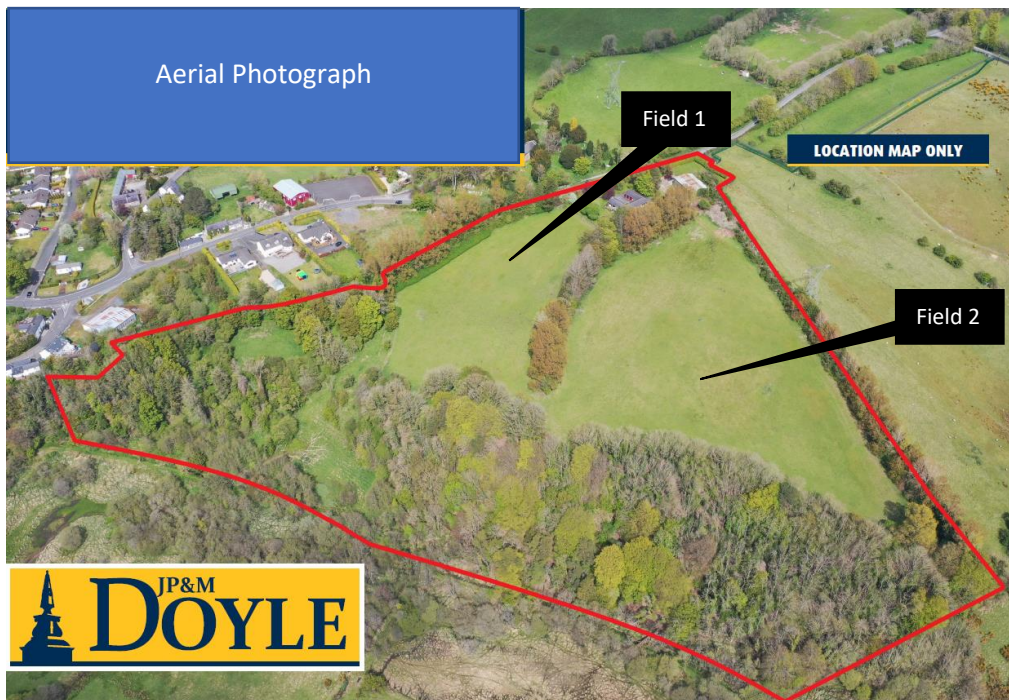 Aerial Photograph
Field 1
LOCATION MAP ONLY
Field 2
JP&M
DOYLE